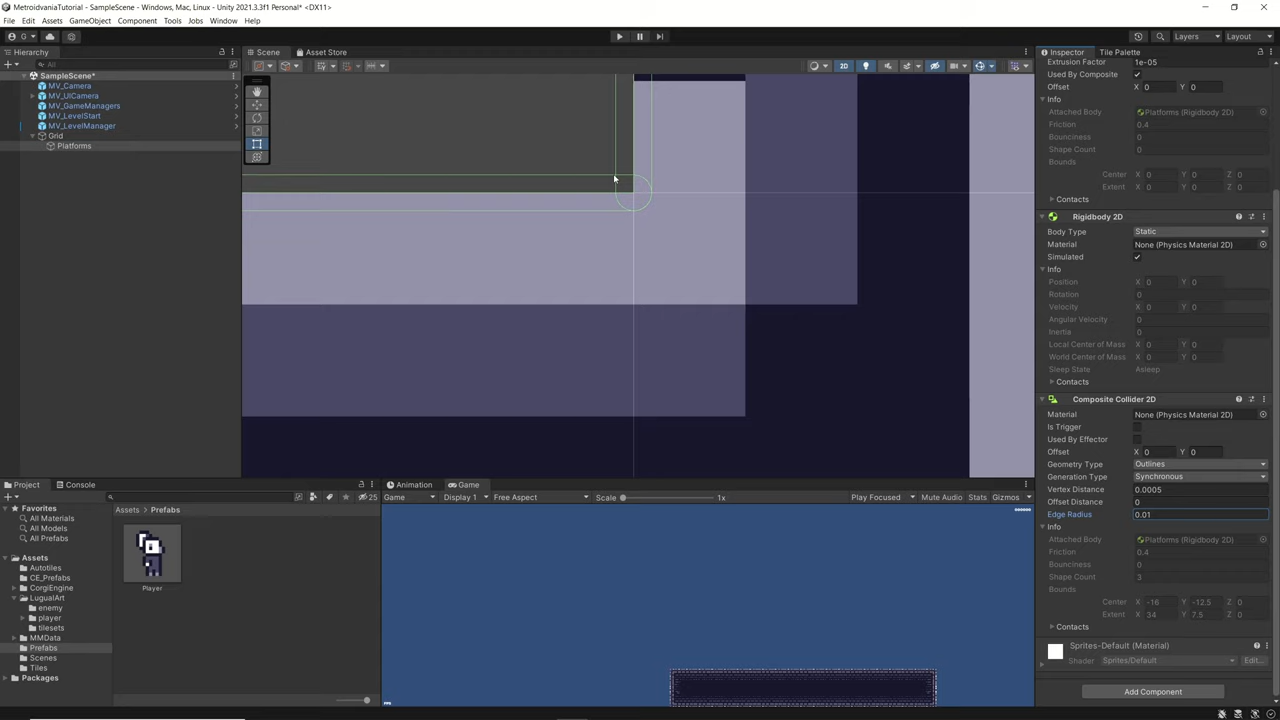 MetroidvaniaTutorial - SampleScene - Windows, Mac, Linux - Unity 2021.3.3f1 Personal* <DX11>
File Edit Assets GameObject Component Tools Jobs Window Help
G
Layers Layout
Hierarchy
All
SampleScene*
MV_Camera
MV_UICamera
MV_GameManagers
MV_LevelStart
MV_LevelManager
Grid
Platforms
Scene Asset Store
2D
Inspector Tile Palette
Extrusion Factor 1e-05
Used By Composite
Offset X 0 Y 0
Info
Attached Body Platforms (Rigidbody 2D)
Friction 0.4
Bounciness 0
Shape Count 0
Bounds
Center X 0 Y 0 Z 0
Extent X 0 Y 0 Z 0
Contacts
Rigidbody 2D
Body Type Static
Material None (Physics Material 2D)
Simulated
Info
Position X 0 Y 0
Rotation 0
Velocity X 0 Y 0
Angular Velocity 0
Inertia 0
Local Center of Mass X 0 Y 0
World Center of Mass X 0 Y 0
Sleep State Asleep
Contacts
Composite Collider 2D
Material None (Physics Material 2D)
Is Trigger
Used By Effector
Offset X 0 Y 0
Geometry Type Outlines
Generation Type Synchronous
Vertex Distance 0.0005
Offset Distance 0
Edge Radius 0.01
Info
Attached Body Platforms (Rigidbody 2D)
Friction 0.4
Bounciness 0
Shape Count 3
Bounds
Center X -16 Y -12.5 Z 0
Extent X 34 Y 7.5 Z 0
Contacts
Sprites-Default (Material)
Shader Sprites/Default Edit...
Add Component
Project Console
25
Favorites
All Materials
All Models
All Prefabs
Assets
Autotiles
CE_Prefabs
CorgiEngine
LugualArt
enemy
player
tilesets
MMData
Prefabs
Scenes
Tiles
Packages
Assets > Prefabs
Player
Animation Game
Game Display 1 Free Aspect Scale 1x Play Focused Mute Audio Stats Gizmos